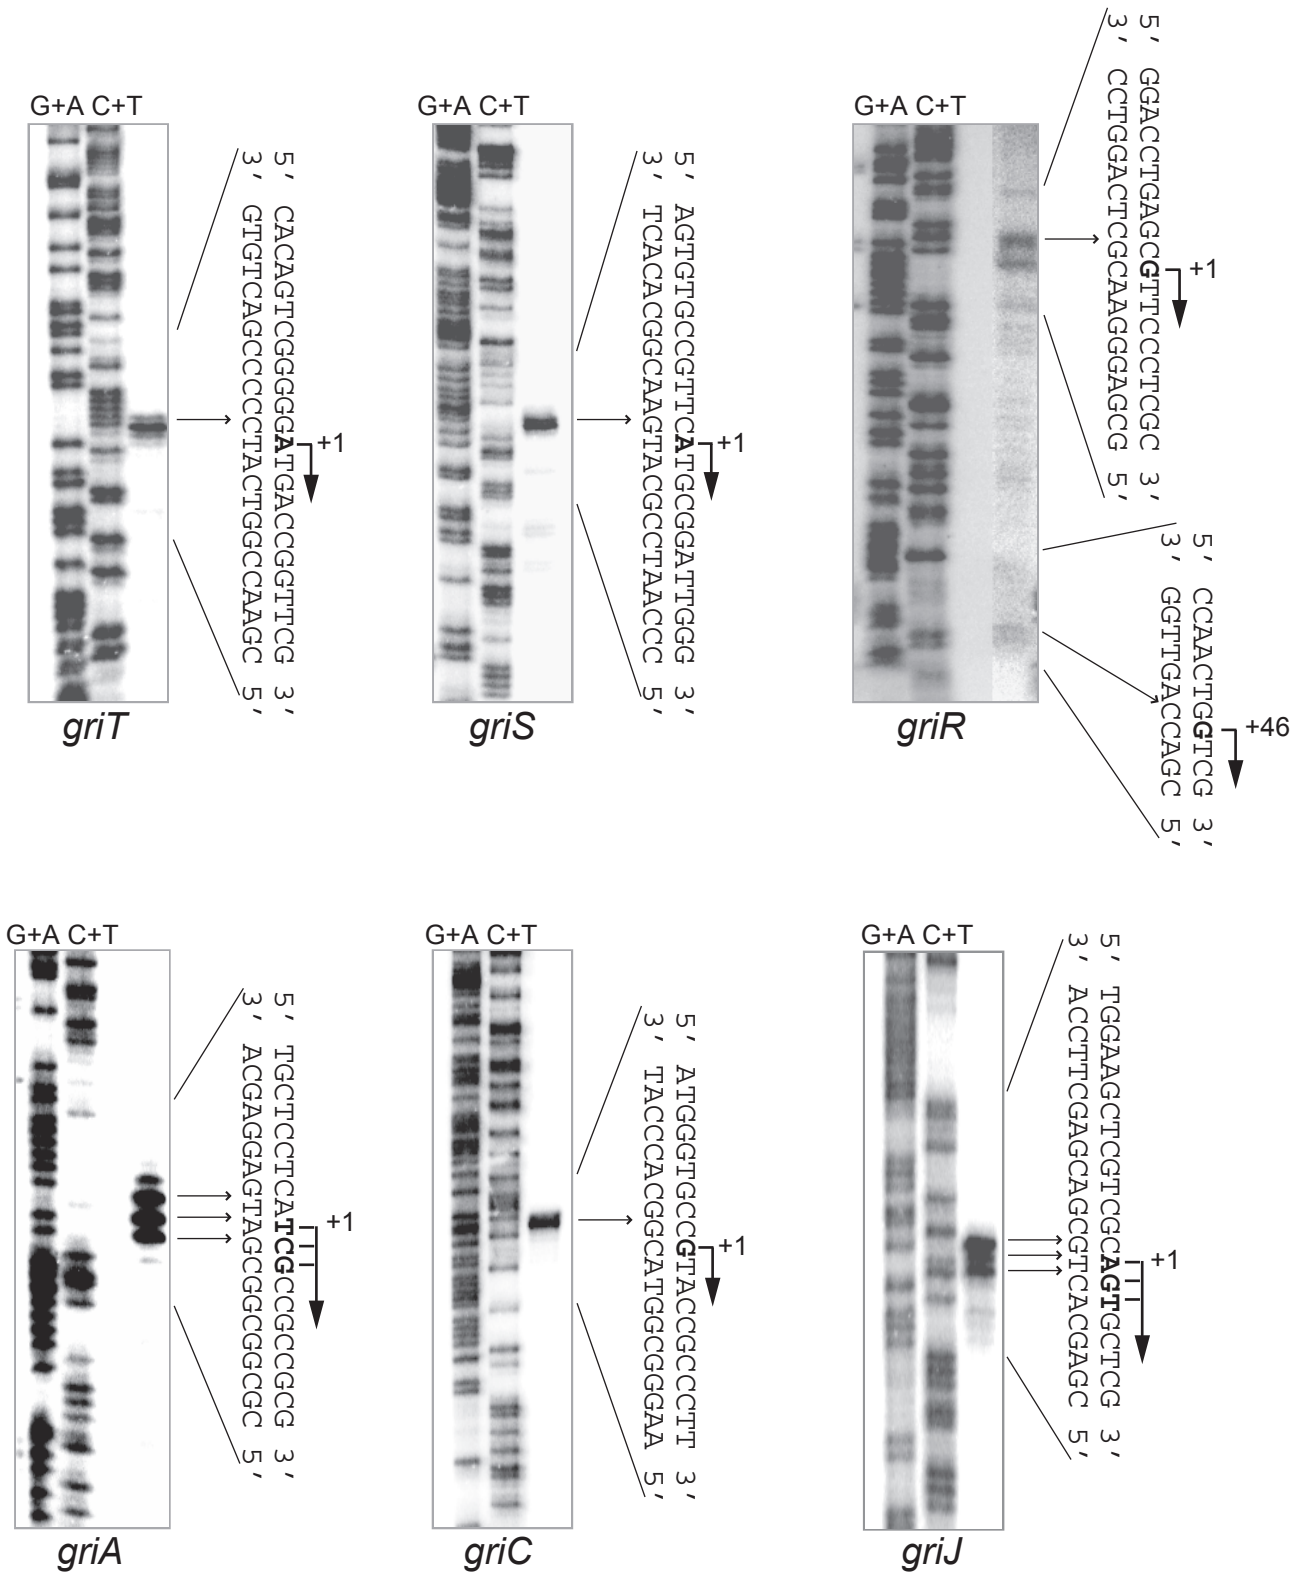 G+A C+T
5′ CACAGTCGGGGGATGACCGGTTCG 3′
3′ GTGTCAGCCCCCTACTGGCCAAGC 5′
+1
griT
G+A C+T
5′ AGTGTGCCGTTCATGCGGATTGGG 3′
3′ TCACACGGCAAGTACGCCTAACCC 5′
+1
griS
G+A C+T
5′ GGACCTGAGCGTTCCCTCGC 3′
3′ CCTGGACTCGCAAGGGAGCG 5′
+1
5′ CCAACTGGTCG 3′
3′ GGTTGACCAGC 5′
+46
griR
G+A C+T
5′ TGCTCCTCATCGCCGCCGCG 3′
3′ ACGAGGAGTAGCGGCGGCGC 5′
+1
griA
G+A C+T
5′ ATGGGTGCCGTACCGCCCTT 3′
3′ TACCCACGGCATGGCGGGAA 5′
+1
griC
G+A C+T
5′ TGGAAGCTCGTCGCAGTGCTCG 3′
3′ ACCTTCGAGCAGCGTCACGAGC 5′
+1
griJ